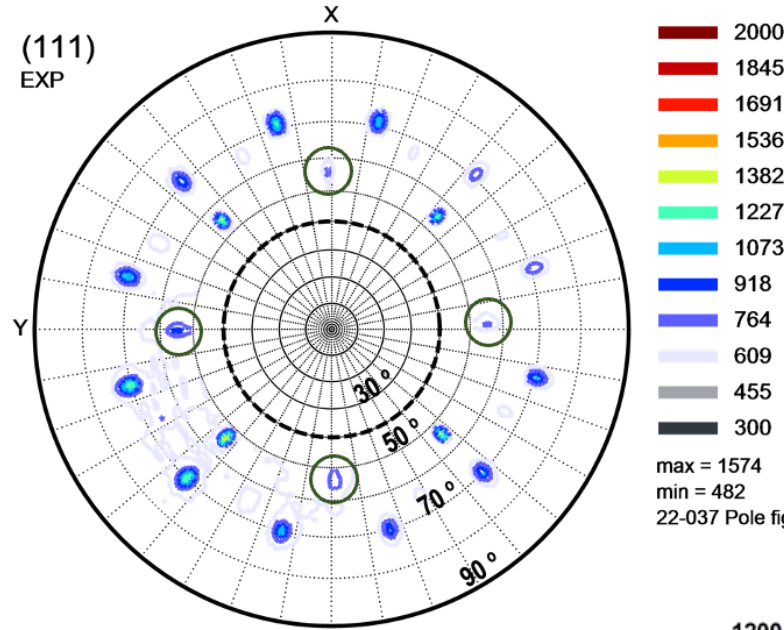 X
(111)
EXP
Y
30 º
50 º
70 º
90 º
2000
1845
1691
1536
1382
1227
1073
918
764
609
455
300
max = 1574
min = 482
22-037 Pole fig